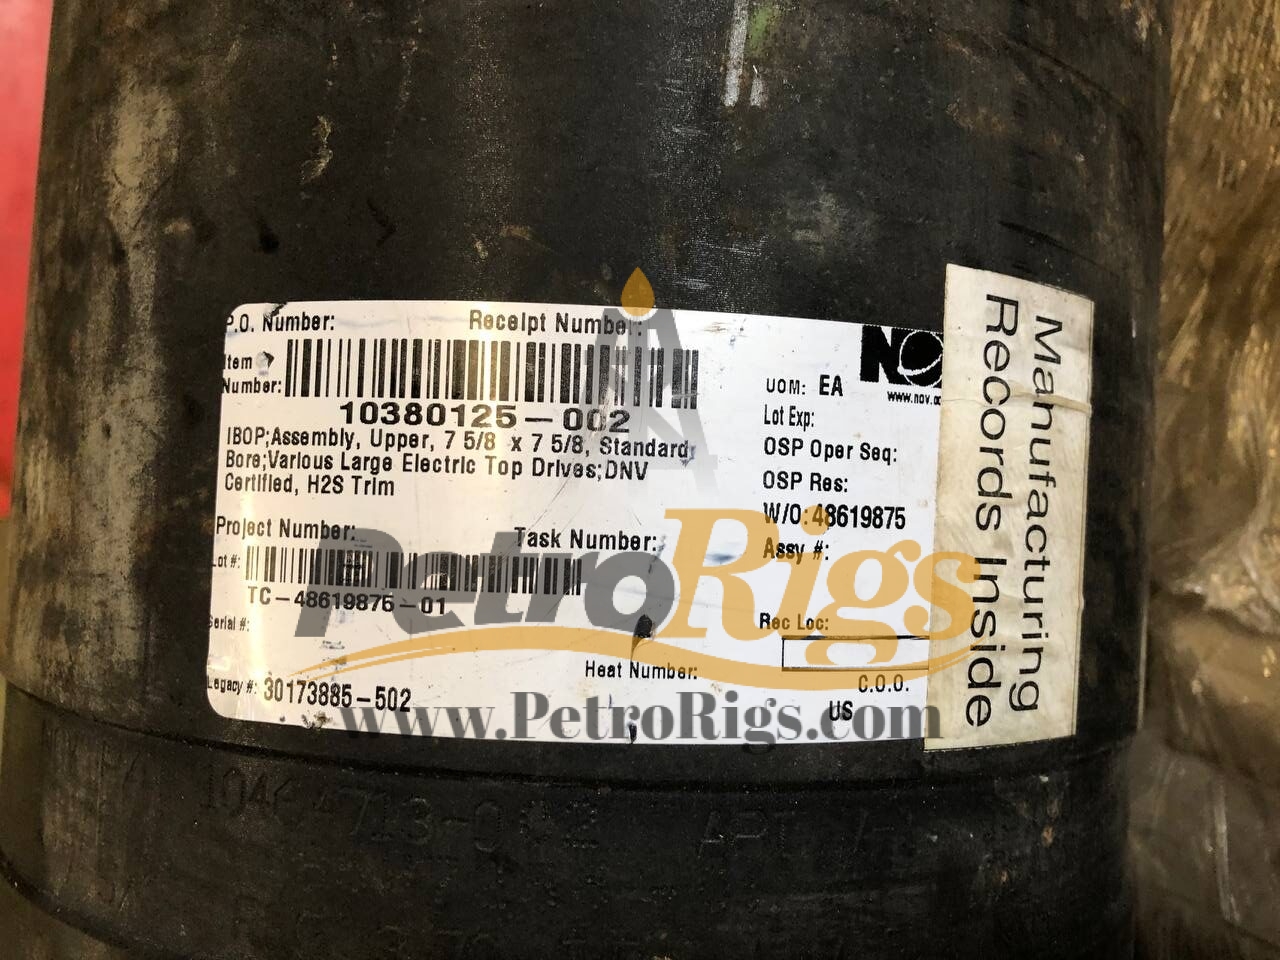 P.O. Number:
Receipt Number:
Item
Number:
10380125-002
IBOP;Assembly, Upper, 7 5/8 x 7 5/8, Standard
Bore;Various Large Electric Top Drives;DNV
Certified, H2S Trim
Project Number:
Task Number:
Lot #:
TC-48619875-01
Serial #:
Heat Number:
Legacy #: 30173885-502
NOV
www.nov.co
UOM: EA
Lot Exp:
OSP Oper Seq:
OSP Res:
W/O: 48619875
Assy #:
Rec Loc:
C.O.O.
US
Manufacturing
Records Inside
PetroRigs
www.PetroRigs.com
API